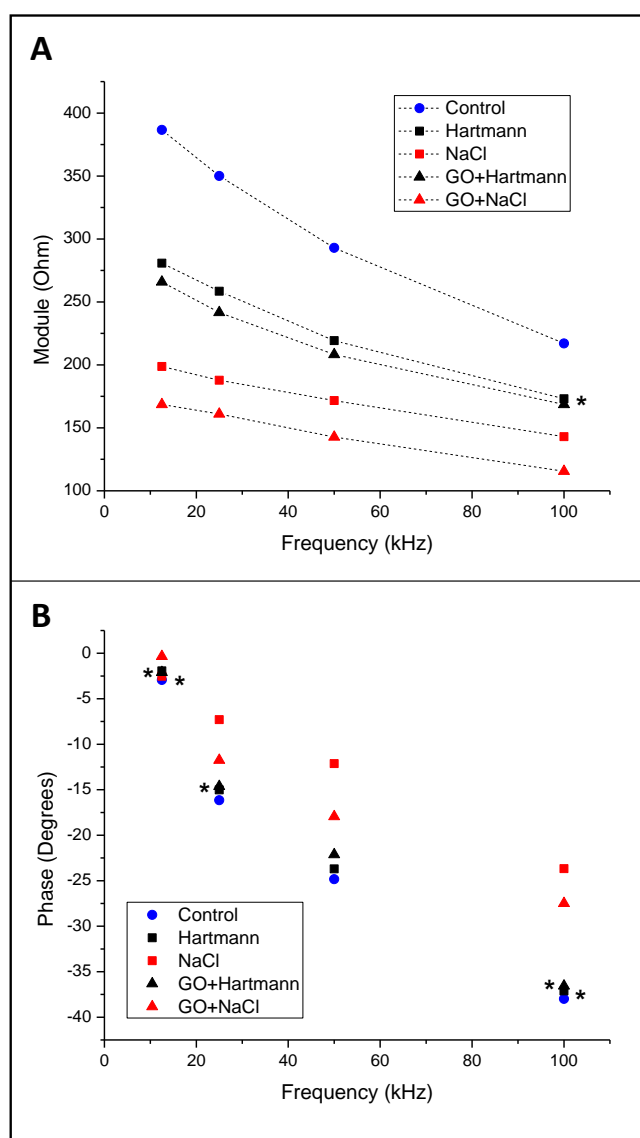 A
400
350
300
250
200
150
100
Module (Ohm)
Control
Hartmann
NaCl
GO+Hartmann
GO+NaCl
*
0 20 40 60 80 100
Frequency (kHz)
B
0
-5
-10
-15
-20
-25
-30
-35
-40
Phase (Degrees)
* *
*
* *
Control
Hartmann
NaCl
GO+Hartmann
GO+NaCl
0 20 40 60 80 100
Frequency (kHz)